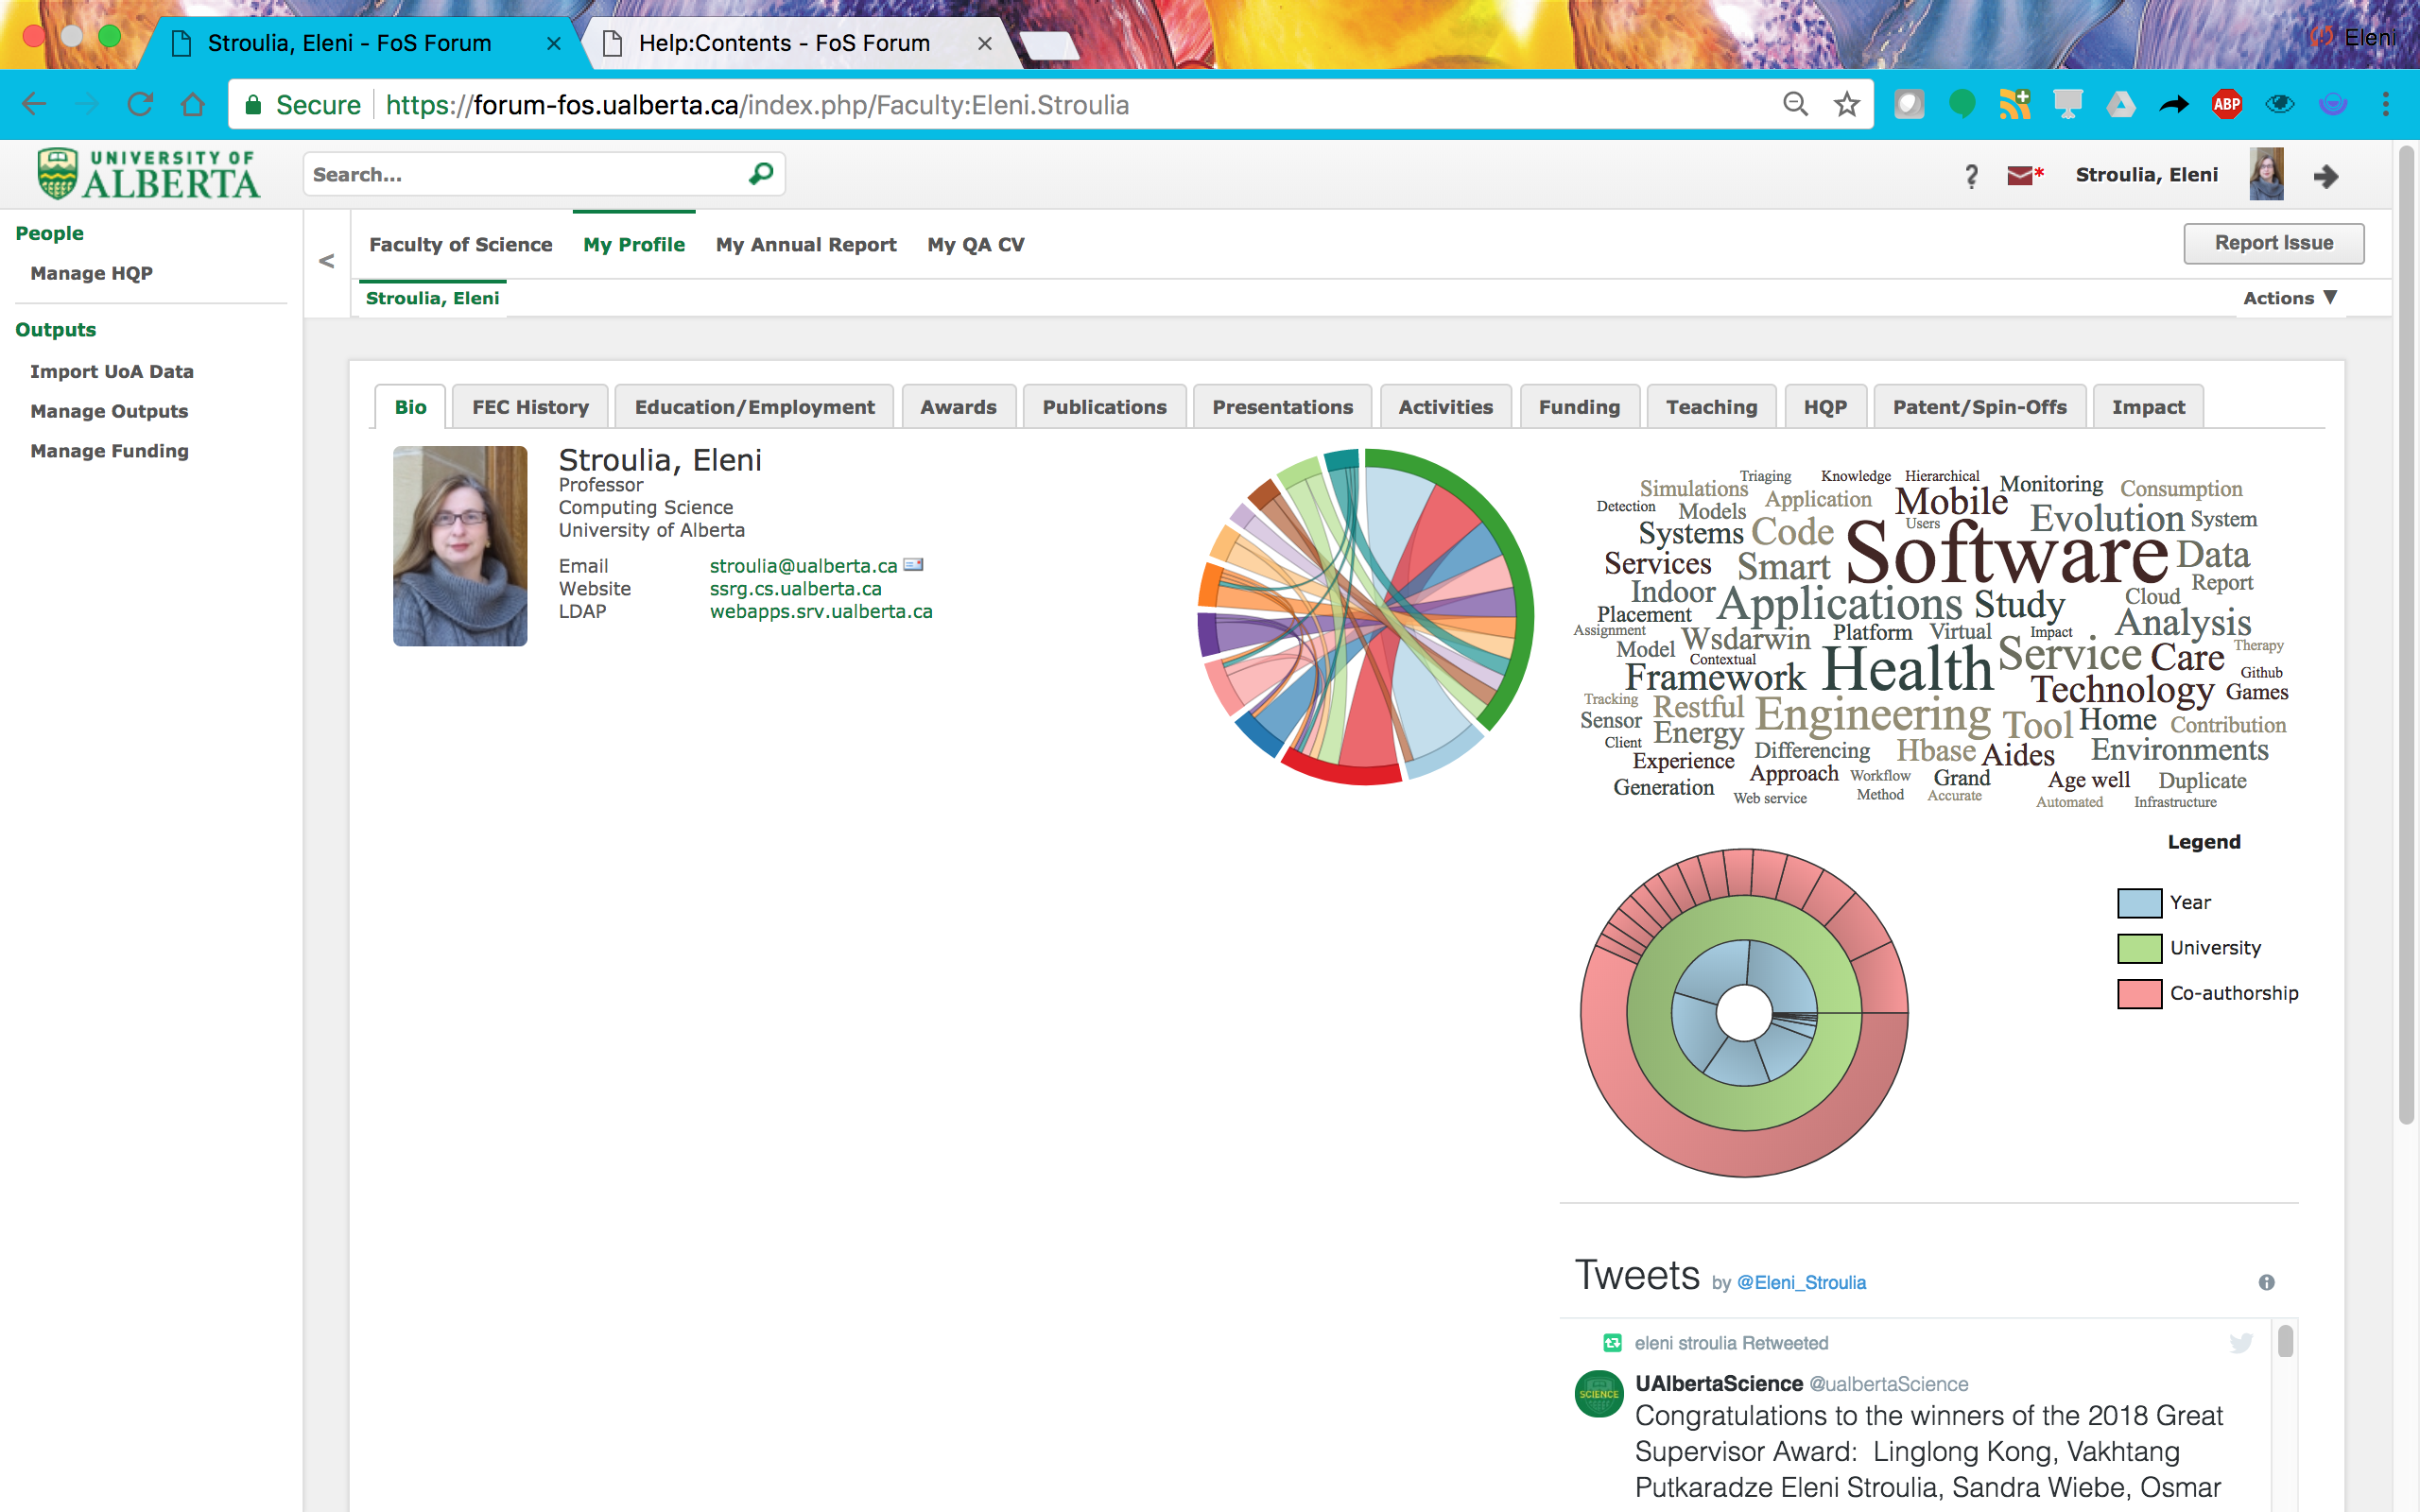 Stroulia, Eleni - FoS Forum
Help:Contents - FoS Forum
Eleni
Secure
https://forum-fos.ualberta.ca/index.php/Faculty:Eleni.Stroulia
ABP
UNIVERSITY OF
ALBERTA
Search...
?
*
Stroulia, Eleni
People
Manage HQP
Outputs
Import UoA Data
Manage Outputs
Manage Funding
<
Faculty of Science
My Profile
My Annual Report
My QA CV
Report Issue
Stroulia, Eleni
Actions ▼
Bio
FEC History
Education/Employment
Awards
Publications
Presentations
Activities
Funding
Teaching
HQP
Patent/Spin-Offs
Impact
Stroulia, Eleni
Professor
Computing Science
University of Alberta
Email stroulia@ualberta.ca
Website ssrg.cs.ualberta.ca
LDAP webapps.srv.ualberta.ca
Triaging
Knowledge
Hierarchical
Simulations
Application
Mobile
Monitoring
Consumption
Detection
Models
Users
Evolution
System
Systems
Code
Software
Data
Services
Smart
Report
Indoor
Applications
Study
Cloud
Placement
Analysis
Assignment
Wsdarwin
Platform
Virtual
Impact
Model
Contextual
Service
Care
Therapy
Framework
Health
Github
Technology
Games
Tracking
Restful
Engineering
Tool
Home
Contribution
Sensor
Energy
Client
Differencing
Hbase
Aides
Environments
Experience
Approach
Workflow
Grand
Age well
Duplicate
Generation
Web service
Method
Accurate
Automated
Infrastructure
Legend
Year
University
Co-authorship
Tweets by @Eleni_Stroulia
eleni stroulia Retweeted
SCIENCE
UAlbertaScience @ualbertaScience
Congratulations to the winners of the 2018 Great
Supervisor Award: Linglong Kong, Vakhtang
Putkaradze Eleni Stroulia, Sandra Wiebe, Osmar